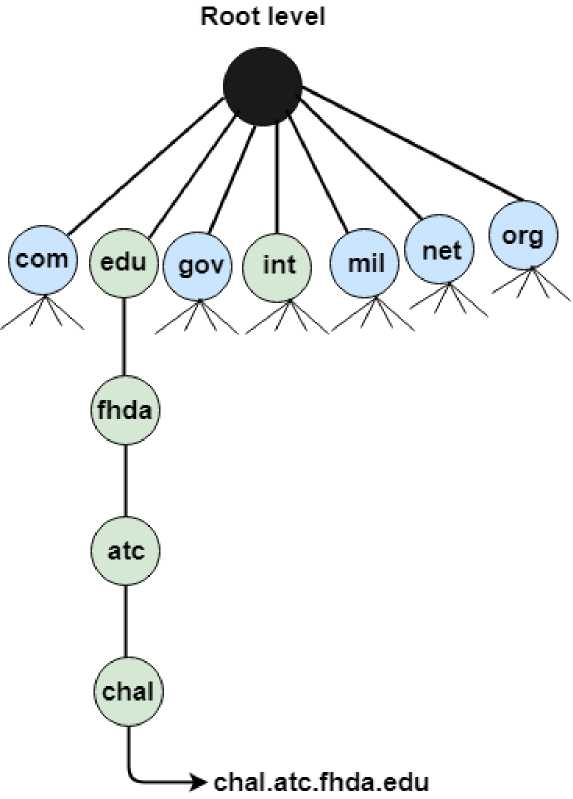 Root level
com edu gov int mil net org
fhda
atc
chal
chal.atc.fhda.edu